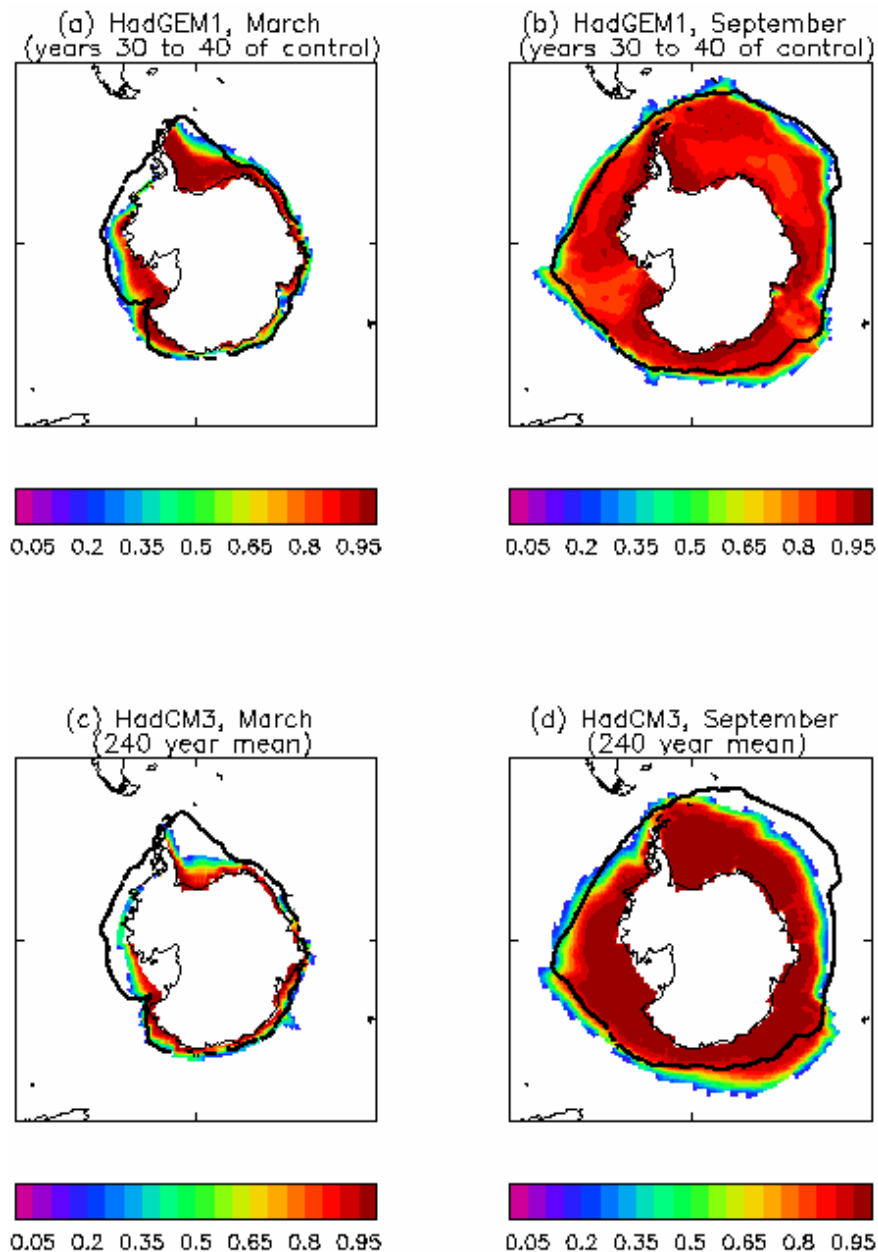 (a) HadGEM1, March
(years 30 to 40 of control)
(b) HadGEM1, September
(years 30 to 40 of control)
0.05 0.2 0.35 0.5 0.65 0.8 0.95
0.05 0.2 0.35 0.5 0.65 0.8 0.95
(c) HadCM3, March
(240 year mean)
(d) HadCM3, September
(240 year mean)
0.05 0.2 0.35 0.5 0.65 0.8 0.95
0.05 0.2 0.35 0.5 0.65 0.8 0.95